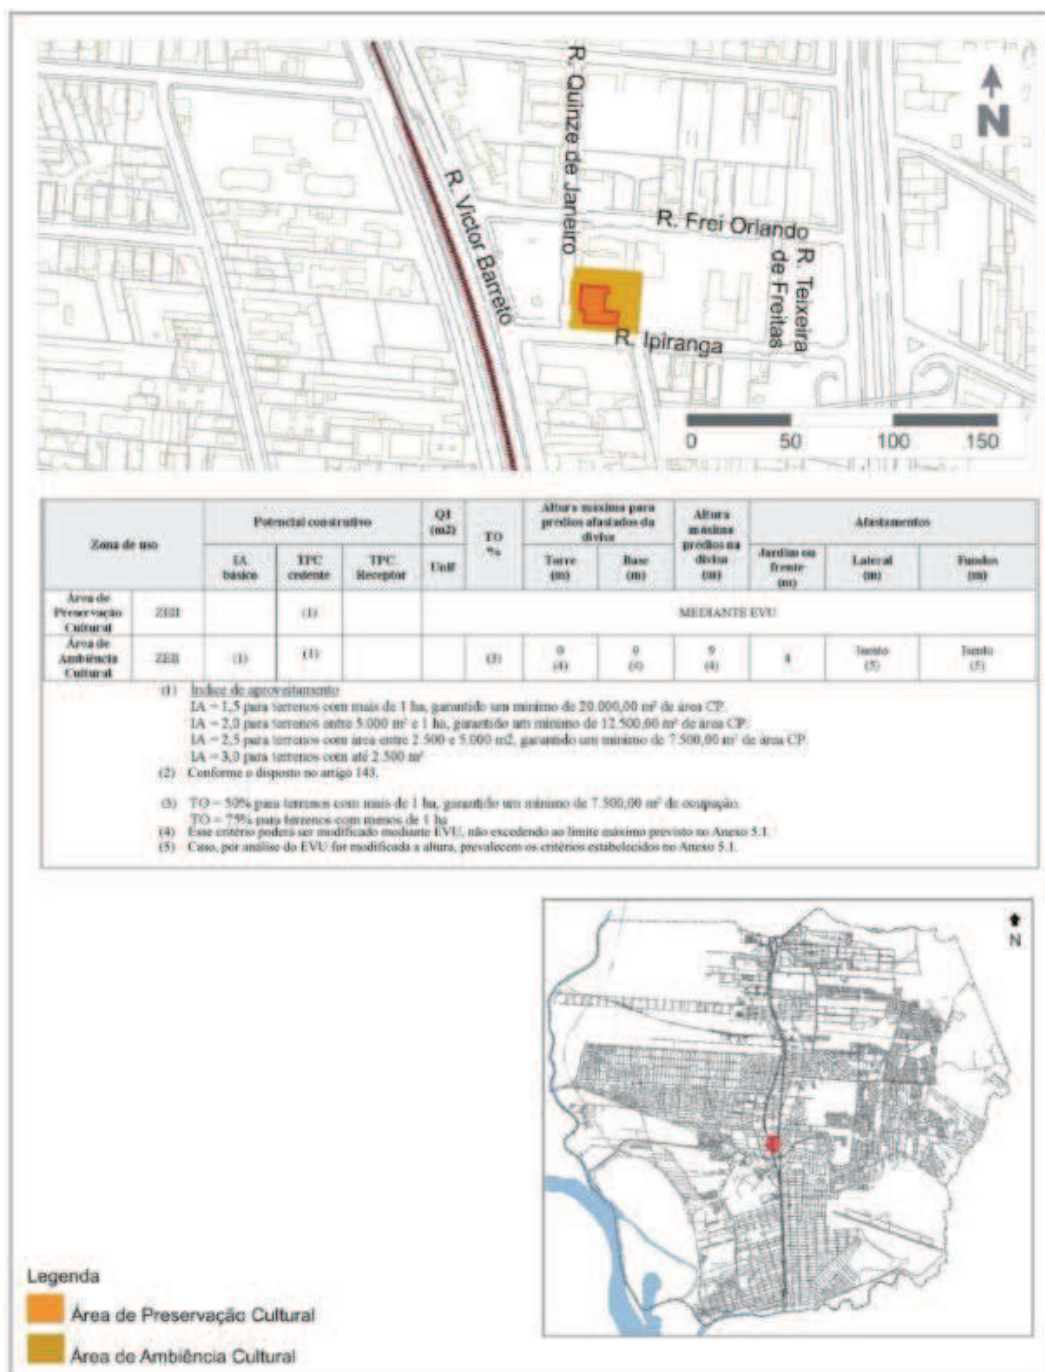 R. Quinze de Janeiro
N
R. Victor Barreto
R. Frei Orlando
R. Teixeira
de Freitas
R. Ipiranga
0 50 100 150
Zona de uso
Potencial construtivo
QI
(m2)
TO
%
Altura máxima para
prédios afastados da
divisa
Altura
máxima
prédios na
divisa
(m)
Afastamentos
IA
básico
TPC
cedente
TPC
Receptor
Unif
Torre
(m)
Base
(m)
Jardim ou
frente
(m)
Lateral
(m)
Fundos
(m)
Área de
Preservação
Cultural
(1)
MEDIANTE EVU
Área de
Ambiência
Cultural
(1) (1) (3) 0
(4) 0
(4) 9
(4) 4 Isento
(5) Isento
(5)
(1) Índice de aproveitamento
IA = 1,5 para terrenos com mais de 1 ha, garantido um mínimo de 20.000,00 m² de área CP.
IA = 2,0 para terrenos entre 5.000 m² e 1 ha, garantido um mínimo de 12.500,00 m² de área CP.
IA = 2,5 para terrenos com área entre 2.500 e 5.000 m2, garantido um mínimo de 7.500,00 m² de área CP.
IA = 3,0 para terrenos com até 2.500 m²
(2) Conforme o disposto no artigo 143.
(3) TO = 50% para terrenos com mais de 1 ha, garantido um mínimo de 7.500,00 m² de ocupação.
TO = 75% para terrenos com menos de 1 ha
(4) Esse critério poderá ser modificado mediante EVU, não excedendo ao limite máximo previsto no Anexo 5.1.
(5) Caso, por análise do EVU for modificada a altura, prevalecem os critérios estabelecidos no Anexo 5.1.
N
Legenda
Área de Preservação Cultural
Área de Ambiência Cultural